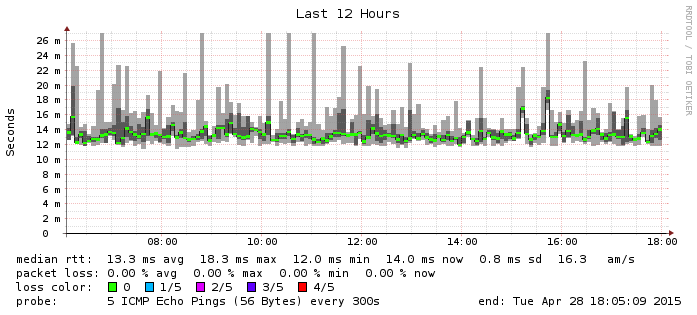 Last 12 Hours
RRDTOOL / TOBI OETIKER
Seconds
26 m
24 m
22 m
20 m
18 m
16 m
14 m
12 m
10 m
8 m
6 m
4 m
2 m
0
08:00 10:00 12:00 14:00 16:00 18:00
median rtt: 13.3 ms avg 18.3 ms max 12.0 ms min 14.0 ms now 0.8 ms sd 16.3 am/s
packet loss: 0.00 % avg 0.00 % max 0.00 % min 0.00 % now
loss color: 0 1/5 2/5 3/5 4/5
probe: 5 ICMP Echo Pings (56 Bytes) every 300s end: Tue Apr 28 18:05:09 2015